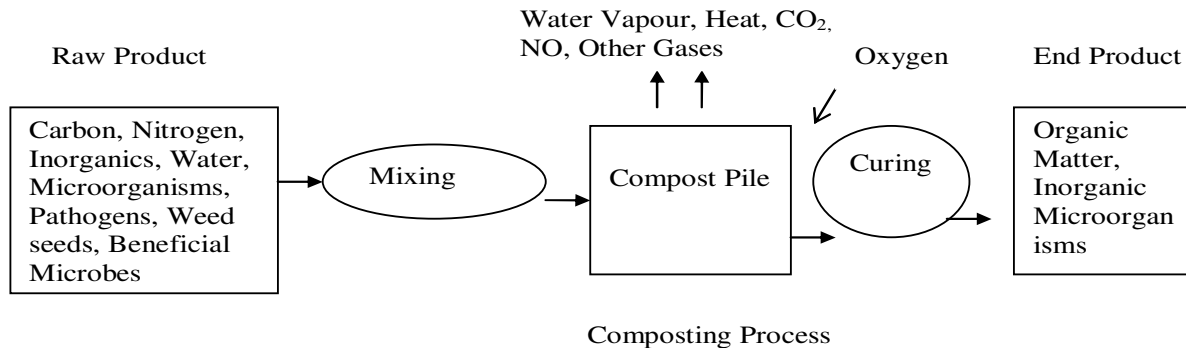 Raw Product
Carbon, Nitrogen,
Inorganics, Water,
Microorganisms,
Pathogens, Weed
seeds, Beneficial
Microbes
Mixing
Water Vapour, Heat, CO₂,
NO, Other Gases
Compost Pile
Oxygen
Curing
End Product
Organic
Matter,
Inorganic
Microorgan
isms
Composting Process